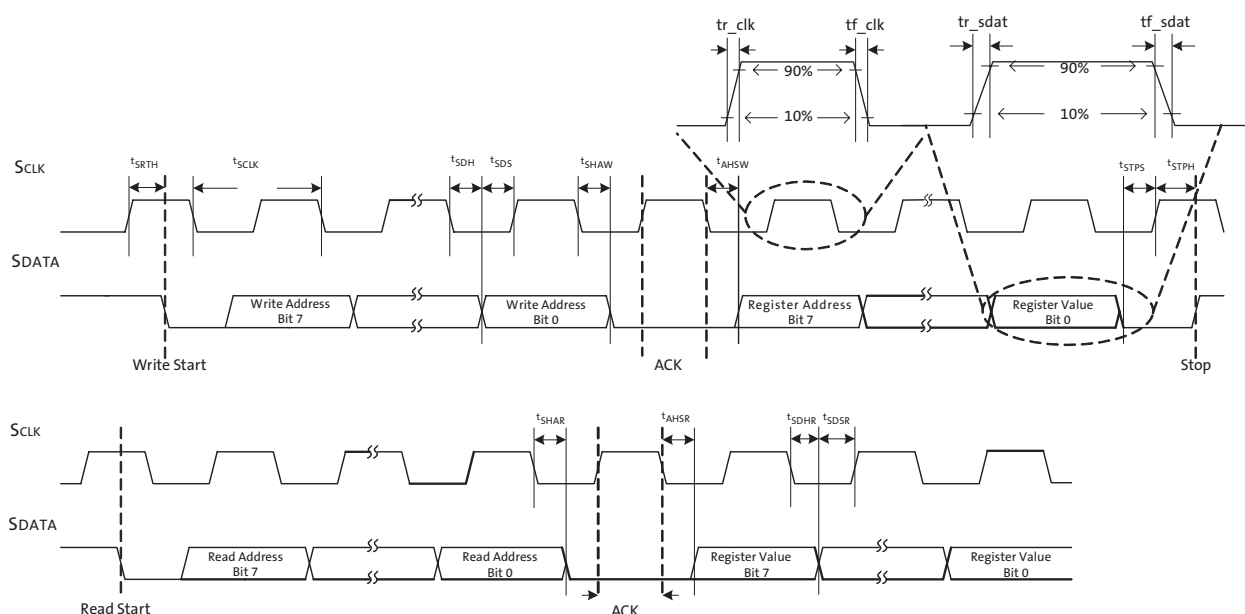 tr_clk
tf_clk
tr_sdat
tf_sdat
90%
90%
10%
10%
SCLK
tSRTH
tSCLK
tSDH
tSDS
tSHAW
tAHSW
tSTPS
tSTPH
SDATA
Write Address
Bit 7
Write Address
Bit 0
Register Address
Bit 7
Register Value
Bit 0
Write Start
ACK
Stop
SCLK
tSHAR
tAHSR
tSDHR
tSDSR
SDATA
Read Address
Bit 7
Read Address
Bit 0
Register Value
Bit 7
Register Value
Bit 0
Read Start
ACK